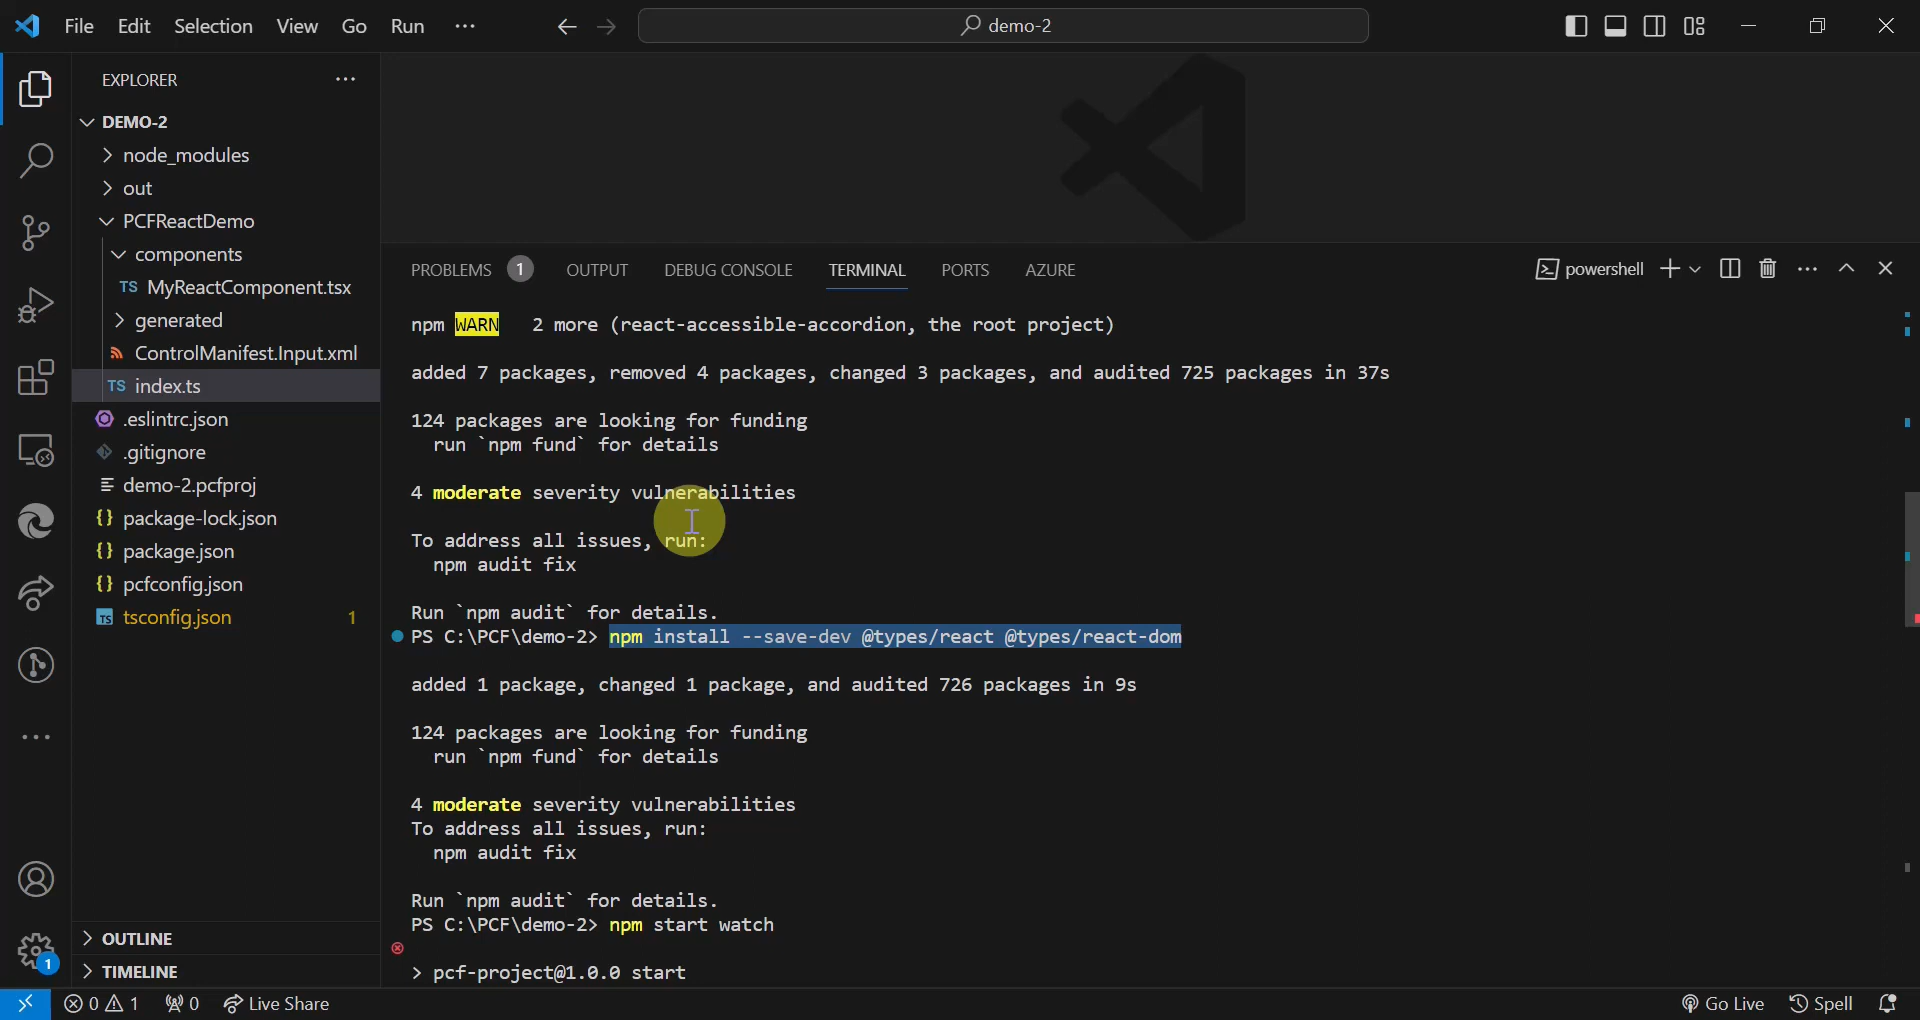 File Edit Selection View Go Run ···
demo-2
EXPLORER ···
DEMO-2
node_modules
out
PCFReactDemo
components
TS MyReactComponent.tsx
generated
ControlManifest.Input.xml
TS index.ts
.eslintrc.json
.gitignore
demo-2.pcfproj
{} package-lock.json
{} package.json
{} pcfconfig.json
TS tsconfig.json 1
OUTLINE
TIMELINE
1
PROBLEMS 1 OUTPUT DEBUG CONSOLE TERMINAL PORTS AZURE
powershell
npm WARN 2 more (react-accessible-accordion, the root project)
added 7 packages, removed 4 packages, changed 3 packages, and audited 725 packages in 37s
124 packages are looking for funding
run `npm fund` for details
4 moderate severity vulnerabilities
To address all issues, run:
npm audit fix
Run `npm audit` for details.
PS C:\PCF\demo-2> npm install --save-dev @types/react @types/react-dom
added 1 package, changed 1 package, and audited 726 packages in 9s
124 packages are looking for funding
run `npm fund` for details
4 moderate severity vulnerabilities
To address all issues, run:
npm audit fix
Run `npm audit` for details.
PS C:\PCF\demo-2> npm start watch
> pcf-project@1.0.0 start
0 1 0 Live Share
Go Live Spell